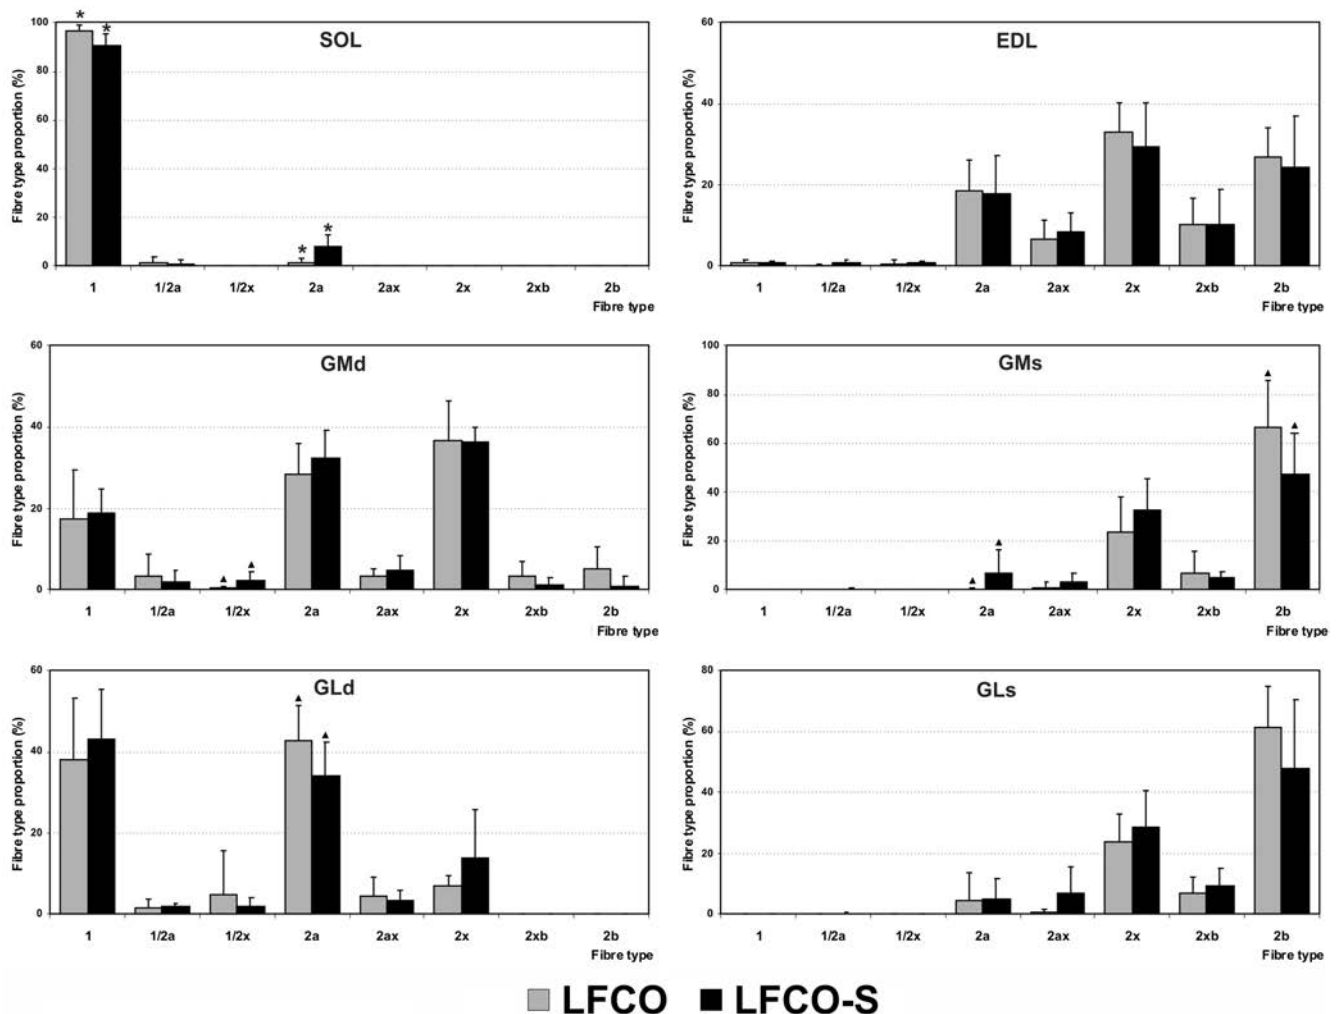 SOL
Fibre type proportion (%)
100
80
60
40
20
0
* * * *
1 1/2a 1/2x 2a 2ax 2x 2xb 2b
Fibre type
EDL
Fibre type proportion (%)
60
40
20
0
1 1/2a 1/2x 2a 2ax 2x 2xb 2b
Fibre type
GMd
Fibre type proportion (%)
60
40
20
0
▲ ▲
1 1/2a 1/2x 2a 2ax 2x 2xb 2b
Fibre type
GMs
Fibre type proportion (%)
100
80
60
40
20
0
▲ ▲ ▲ ▲
1 1/2a 1/2x 2a 2ax 2x 2xb 2b
Fibre type
GLd
Fibre type proportion (%)
60
40
20
0
▲ ▲
1 1/2a 1/2x 2a 2ax 2x 2xb 2b
Fibre type
GLs
Fibre type proportion (%)
80
60
40
20
0
1 1/2a 1/2x 2a 2ax 2x 2xb 2b
Fibre type
LFCO LFCO-S